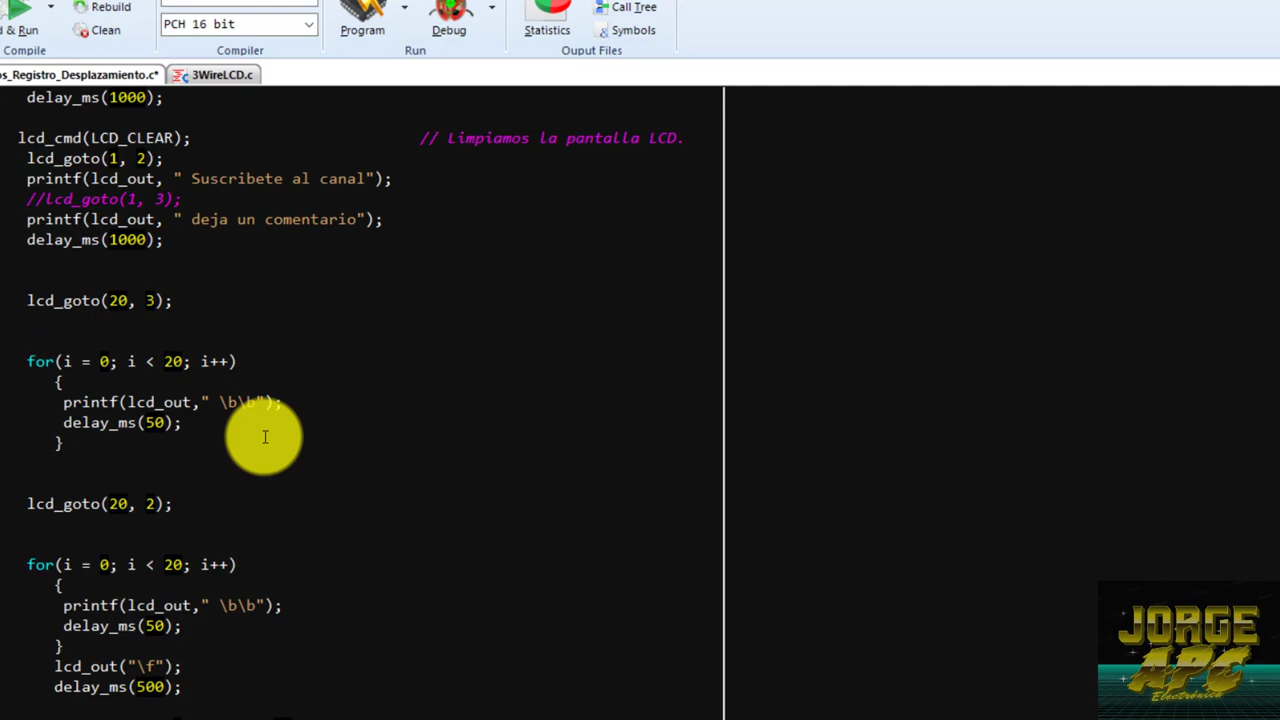 Rebuild
Call Tree
& Run
Clean
PCH 16 bit
Program
Debug
Statistics
Symbols
Compile
Compiler
Run
Ouput Files
os_Registro_Desplazamiento.c*
3WireLCD.c
delay_ms(1000);
lcd_cmd(LCD_CLEAR); // Limpiamos la pantalla LCD.
lcd_goto(1, 2);
printf(lcd_out, " Suscribete al canal");
//lcd_goto(1, 3);
printf(lcd_out, " deja un comentario");
delay_ms(1000);
lcd_goto(20, 3);
for(i = 0; i < 20; i++)
{
printf(lcd_out," \b\b");
delay_ms(50);
}
lcd_goto(20, 2);
for(i = 0; i < 20; i++)
{
printf(lcd_out," \b\b");
delay_ms(50);
}
lcd_out("\f");
delay_ms(500);
JORGE
APC
Electrónica